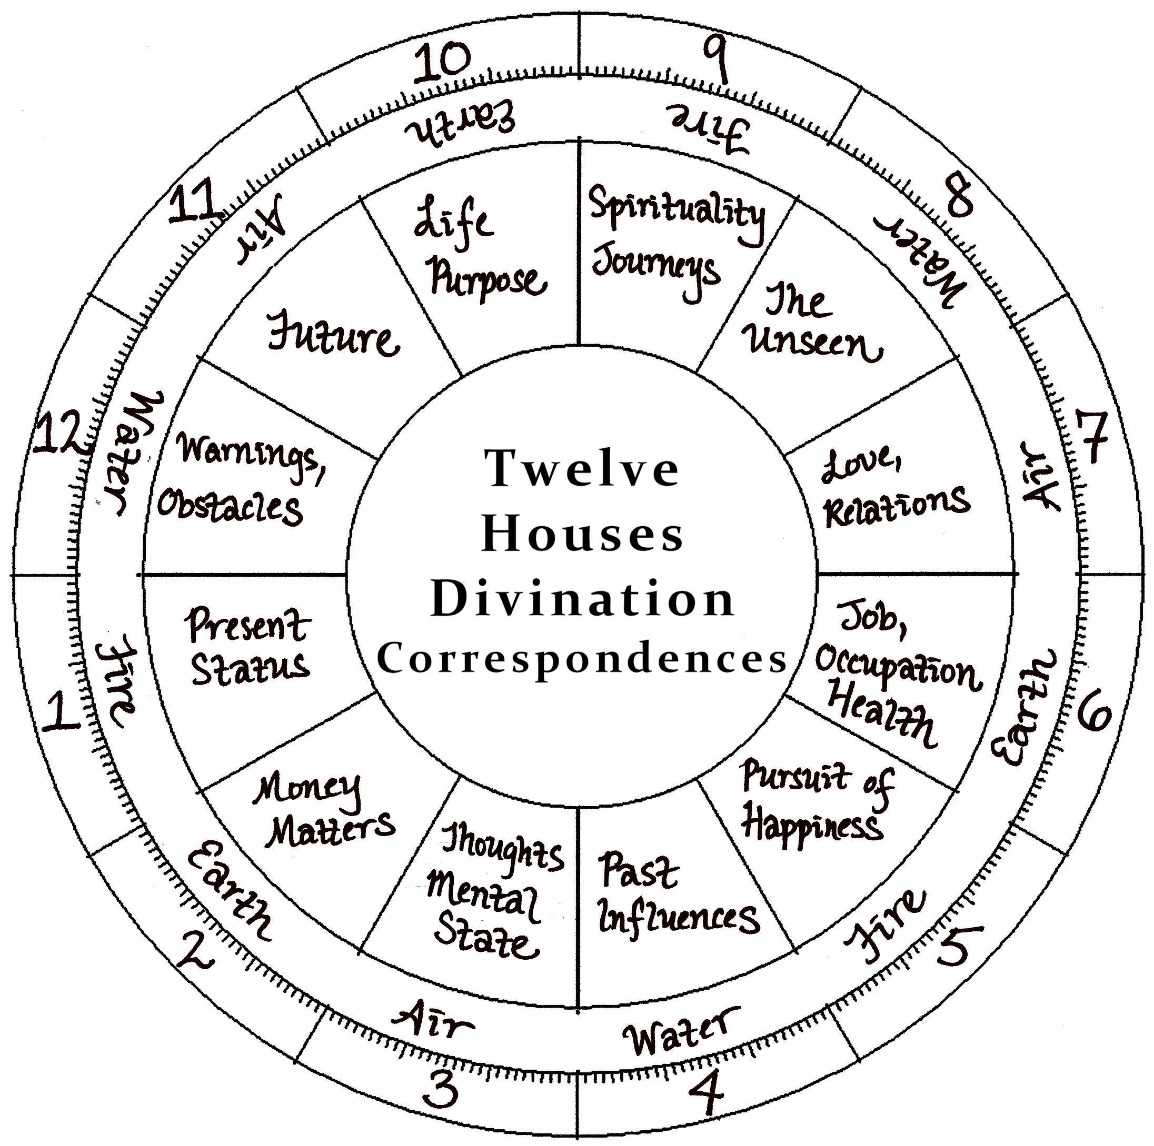 Twelve
Houses
Divination
Correspondences
1
Fire
Present
Status
2
Earth
Money
Matters
3
Air
Thoughts
Mental
State
4
Water
Past
Influences
5
Fire
Pursuit of
Happiness
6
Earth
Job,
Occupation
Health
7
Air
Love,
Relations
8
Water
The
Unseen
9
Fire
Spirituality
Journeys
10
Earth
Life
Purpose
11
Air
Future
12
Water
Warnings,
Obstacles